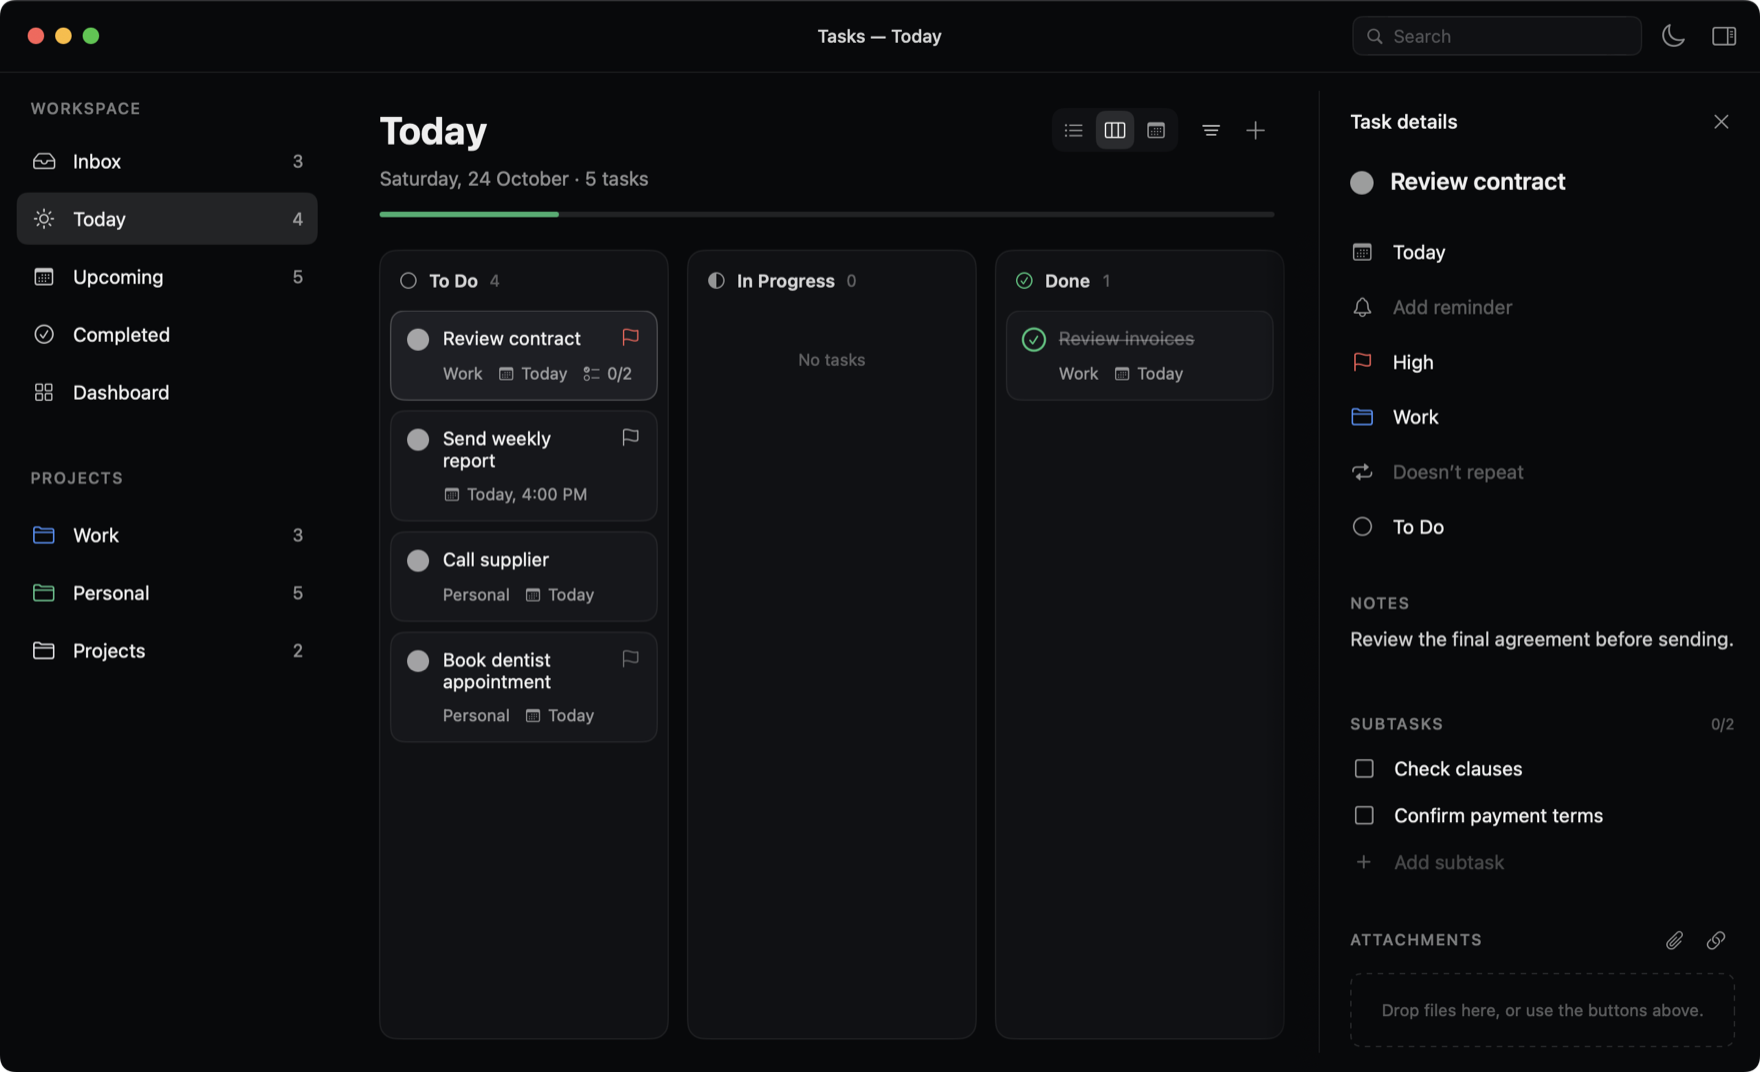 Tasks — Today
Search
WORKSPACE
Inbox 3
Today 4
Upcoming 5
Completed
Dashboard
PROJECTS
Work 3
Personal 5
Projects 2
Today
Saturday, 24 October · 5 tasks
To Do 4
Review contract
Work Today 0/2
Send weekly
report
Today, 4:00 PM
Call supplier
Personal Today
Book dentist
appointment
Personal Today
In Progress 0
No tasks
Done 1
Review invoices
Work Today
Task details
Review contract
Today
Add reminder
High
Work
Doesn’t repeat
To Do
NOTES
Review the final agreement before sending.
SUBTASKS 0/2
Check clauses
Confirm payment terms
Add subtask
ATTACHMENTS
Drop files here, or use the buttons above.